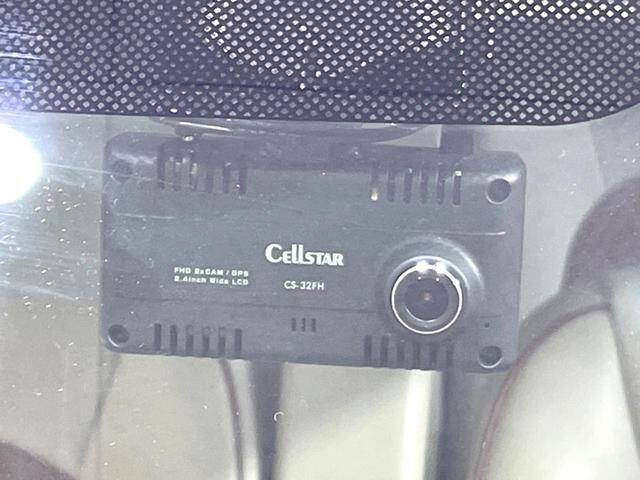 CELLSTAR
FHD 2xCAM / GPS
2.4inch Wide LCD
CS-32FH